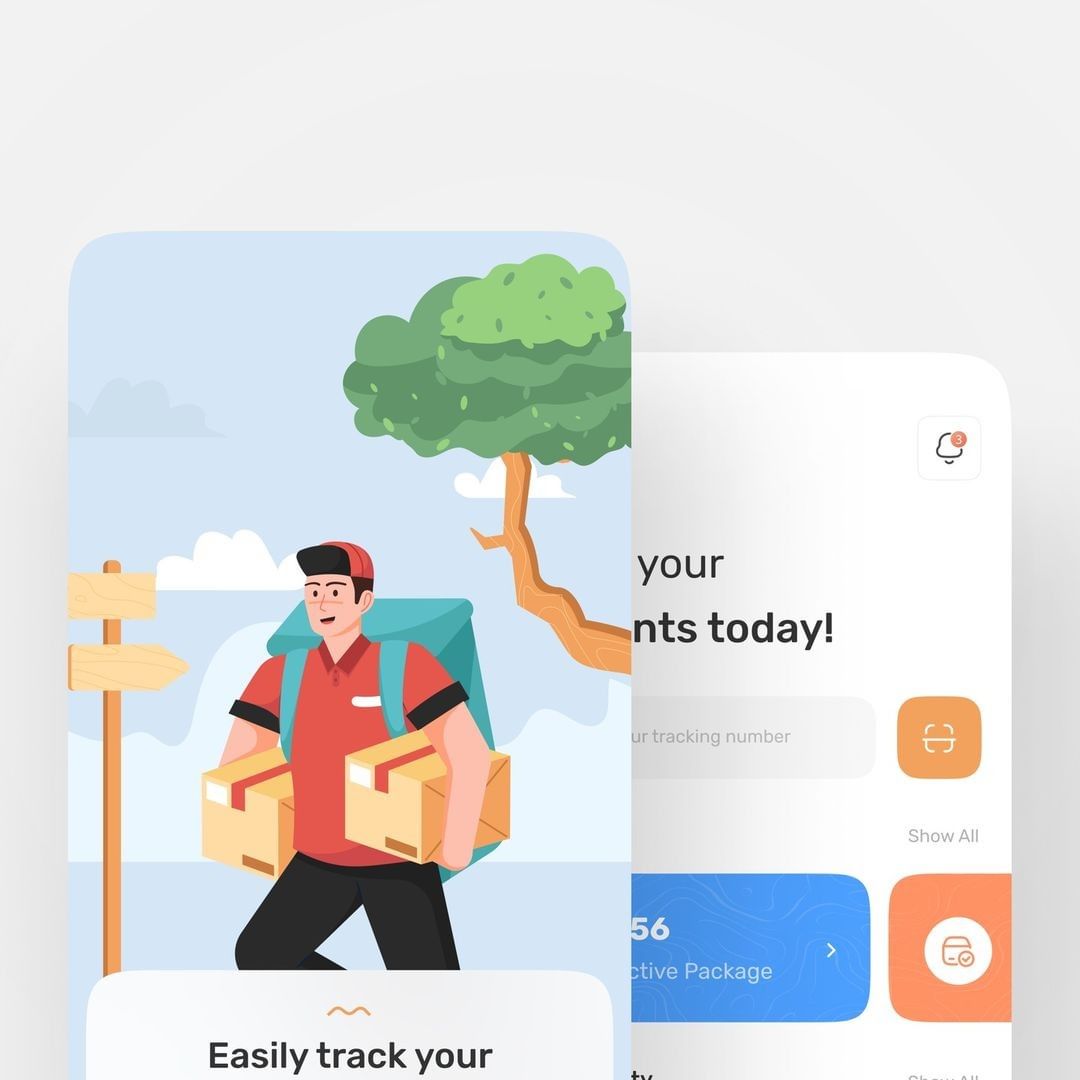 3
your
nts today!
ur tracking number
Show All
56
ctive Package
Easily track your
ty
Show All